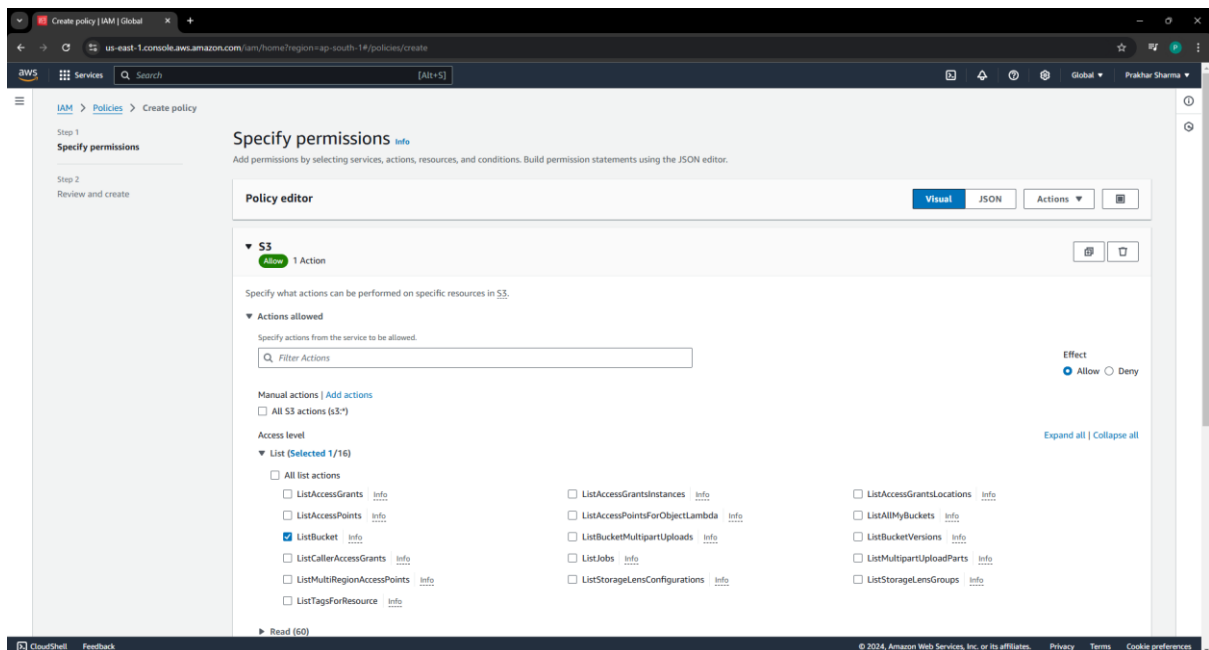 Create policy | IAM | Global
us-east-1.console.aws.amazon.com/iam/home?region=ap-south-1#/policies/create
aws Services Search [Alt+S] Global Prakhar Sharma
IAM > Policies > Create policy
Step 1
Specify permissions
Step 2
Review and create
Specify permissions Info
Add permissions by selecting services, actions, resources, and conditions. Build permission statements using the JSON editor.
Policy editor Visual JSON Actions
S3
Allow 1 Action
Specify what actions can be performed on specific resources in S3.
Actions allowed
Specify actions from the service to be allowed.
Filter Actions
Effect
Allow Deny
Manual actions | Add actions
All S3 actions (s3:*)
Access level Expand all | Collapse all
List (Selected 1/16)
All list actions
ListAccessGrants Info ListAccessGrantsInstances Info ListAccessGrantsLocations Info
ListAccessPoints Info ListAccessPointsForObjectLambda Info ListAllMyBuckets Info
ListBucket Info ListBucketMultipartUploads Info ListBucketVersions Info
ListCallerAccessGrants Info ListJobs Info ListMultipartUploadParts Info
ListMultiRegionAccessPoints Info ListStorageLensConfigurations Info ListStorageLensGroups Info
ListTagsForResource Info
Read (60)
CloudShell Feedback © 2024, Amazon Web Services, Inc. or its affiliates. Privacy Terms Cookie preferences